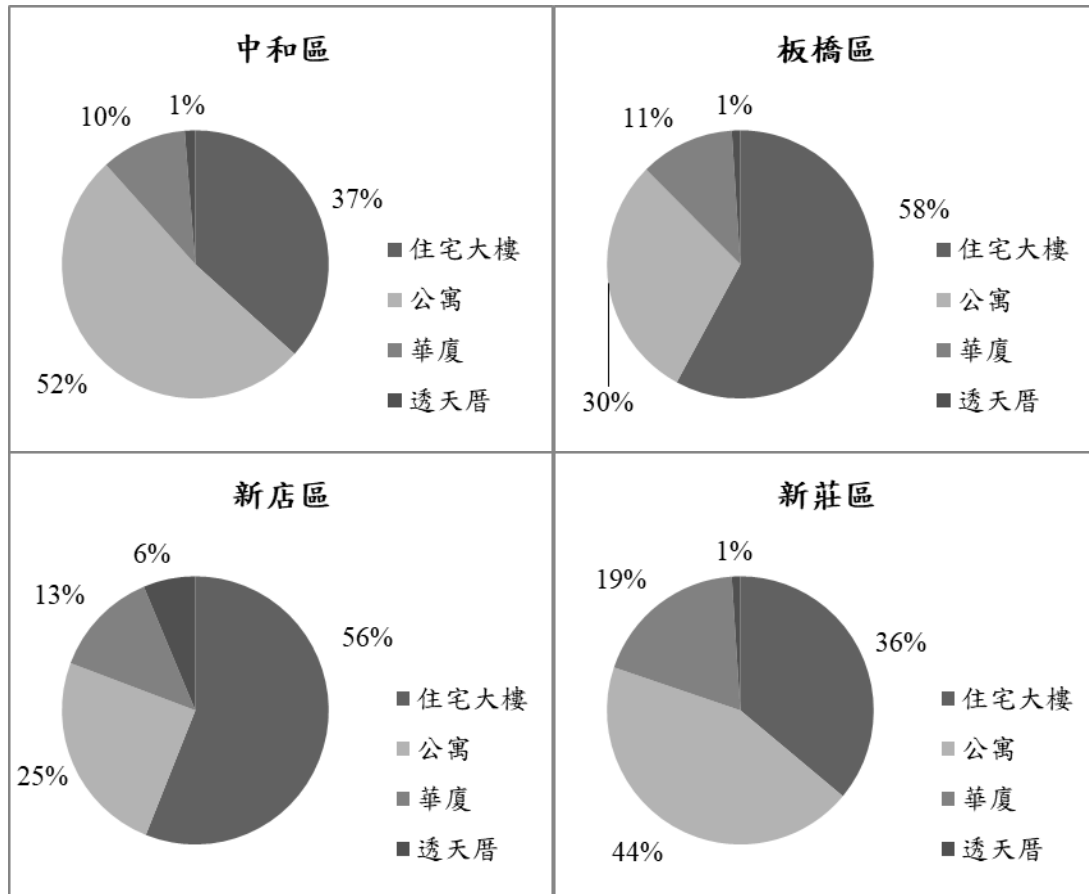 中和區
1%
10%
37%
52%
住宅大樓
公寓
華廈
透天厝
板橋區
1%
11%
58%
30%
住宅大樓
公寓
華廈
透天厝
新店區
6%
13%
56%
25%
住宅大樓
公寓
華廈
透天厝
新莊區
1%
19%
36%
44%
住宅大樓
公寓
華廈
透天厝